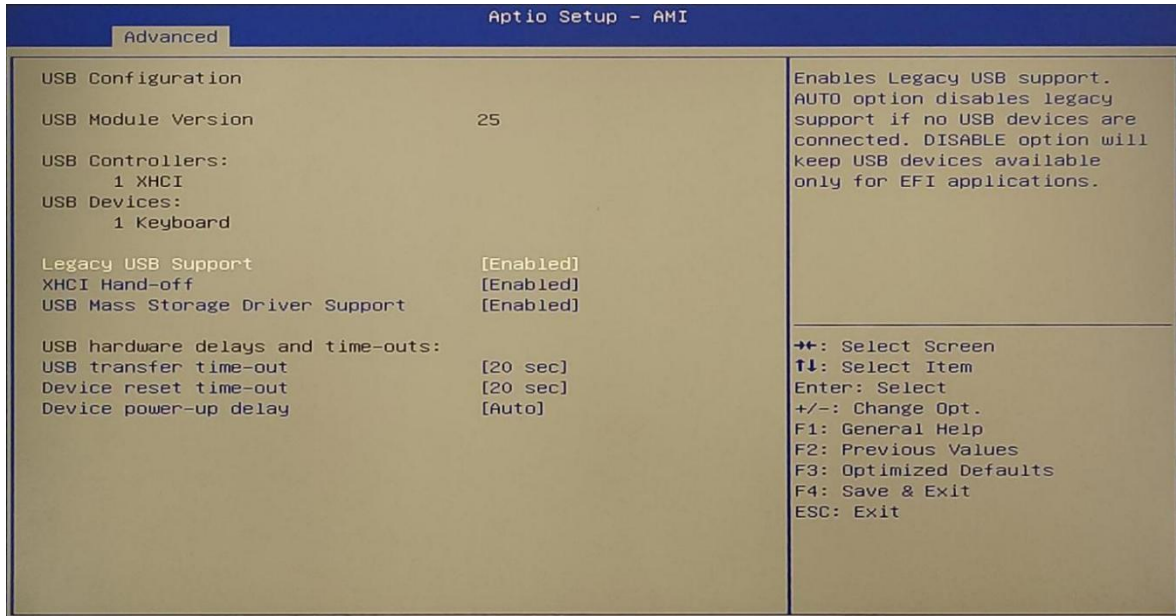 Aptio Setup – AMI
Advanced
USB Configuration
USB Module Version 25
USB Controllers:
1 XHCI
USB Devices:
1 Keyboard
Legacy USB Support [Enabled]
XHCI Hand-off [Enabled]
USB Mass Storage Driver Support [Enabled]
USB hardware delays and time-outs:
USB transfer time-out [20 sec]
Device reset time-out [20 sec]
Device power-up delay [Auto]
Enables Legacy USB support.
AUTO option disables legacy
support if no USB devices are
connected. DISABLE option will
keep USB devices available
only for EFI applications.
→←: Select Screen
↑↓: Select Item
Enter: Select
+/-: Change Opt.
F1: General Help
F2: Previous Values
F3: Optimized Defaults
F4: Save & Exit
ESC: Exit